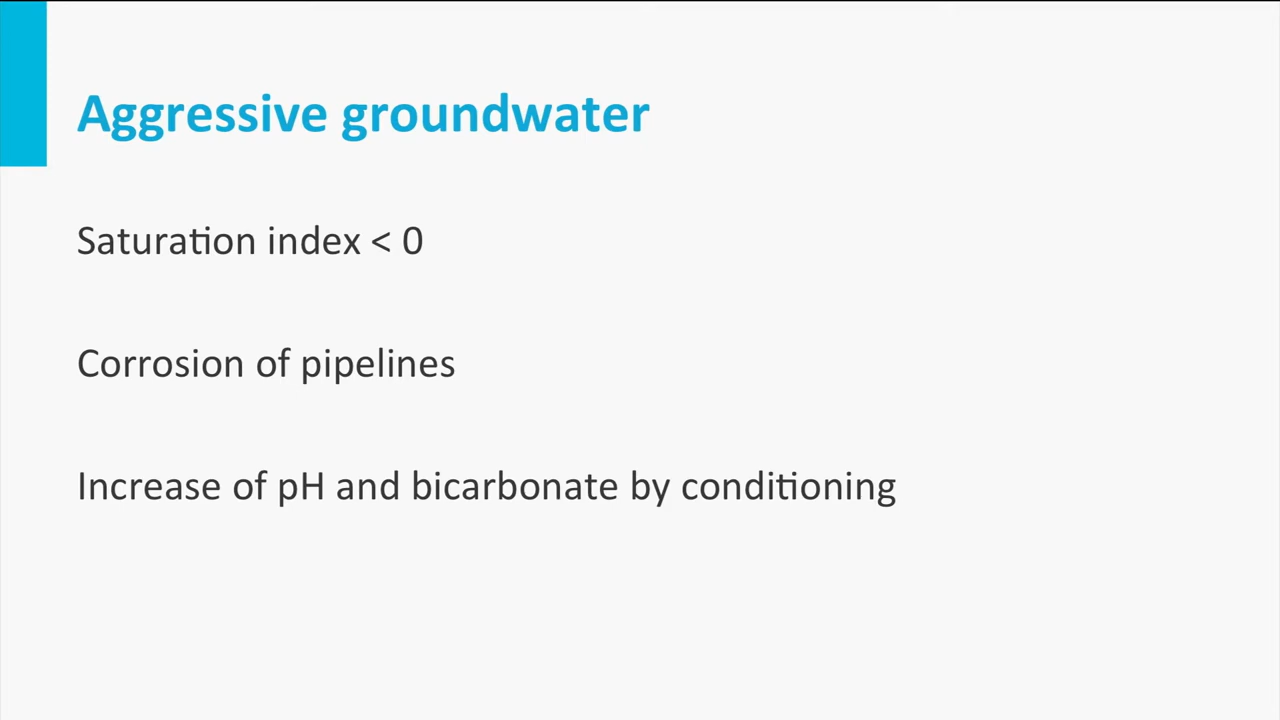 Aggressive groundwater
Saturation index < 0
Corrosion of pipelines
Increase of pH and bicarbonate by conditioning